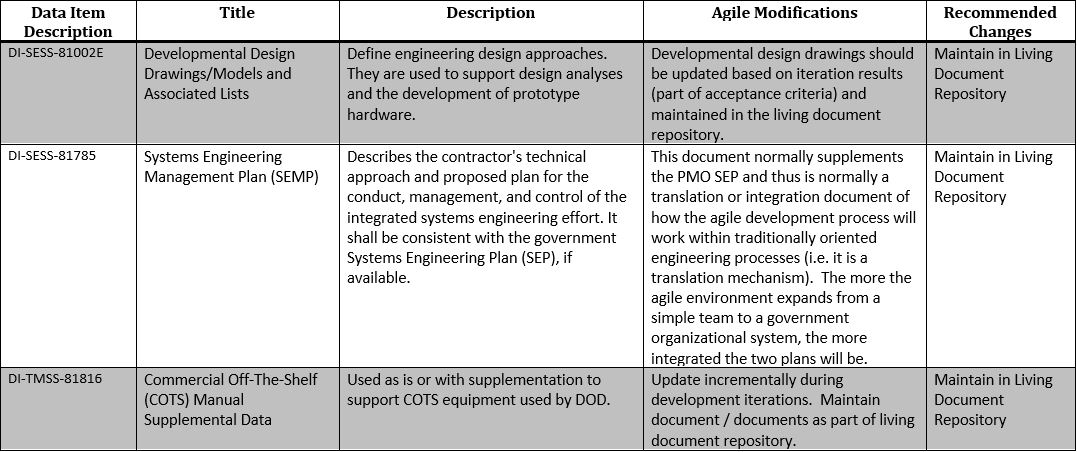 Data Item
Description
Title
Description
Agile Modifications
Recommended
Changes
DI-SESS-81002E
Developmental Design
Drawings/Models and
Associated Lists
Define engineering design approaches.
They are used to support design analyses
and the development of prototype
hardware.
Developmental design drawings should
be updated based on iteration results
(part of acceptance criteria) and
maintained in the living document
repository.
Maintain in Living
Document
Repository
DI-SESS-81785
Systems Engineering
Management Plan (SEMP)
Describes the contractor's technical
approach and proposed plan for the
conduct, management, and control of the
integrated systems engineering effort. It
shall be consistent with the government
Systems Engineering Plan (SEP), if
available.
This document normally supplements
the PMO SEP and thus is normally a
translation or integration document of
how the agile development process will
work within traditionally oriented
engineering processes (i.e. it is a
translation mechanism).  The more the
agile environment expands from a
simple team to a government
organizational system, the more
integrated the two plans will be.
Maintain in Living
Document
Repository
DI-TMSS-81816
Commercial Off-The-Shelf
(COTS) Manual
Supplemental Data
Used as is or with supplementation to
support COTS equipment used by DOD.
Update incrementally during
development iterations.  Maintain
document / documents as part of living
document repository.
Maintain in Living
Document
Repository